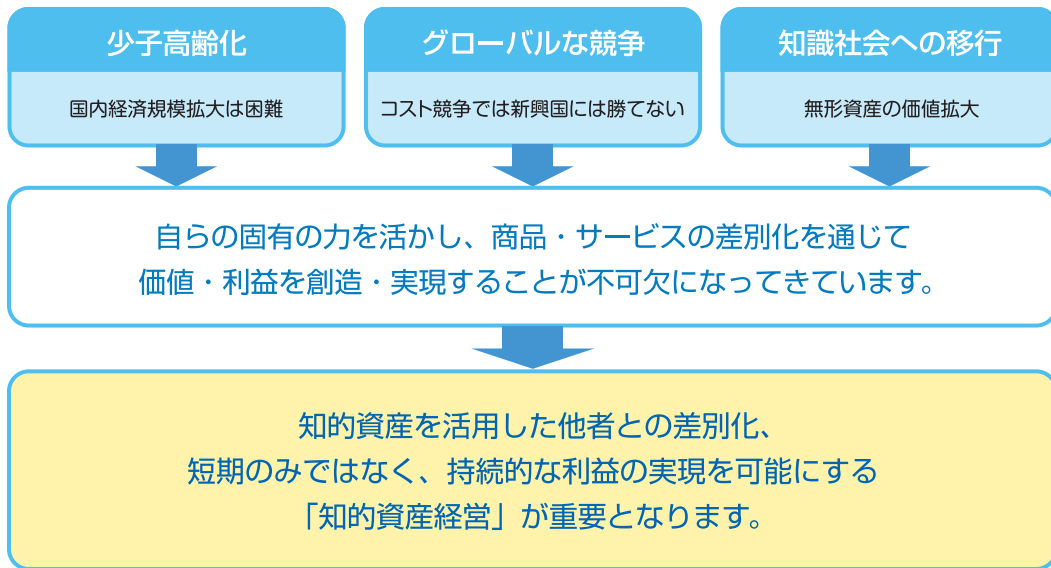 少子高齢化
国内経済規模拡大は困難
グローバルな競争
コスト競争では新興国には勝てない
知識社会への移行
無形資産の価値拡大
自らの固有の力を活かし、商品・サービスの差別化を通じて
価値・利益を創造・実現することが不可欠になってきています。
知的資産を活用した他者との差別化、
短期のみではなく、持続的な利益の実現を可能にする
「知的資産経営」が重要となります。